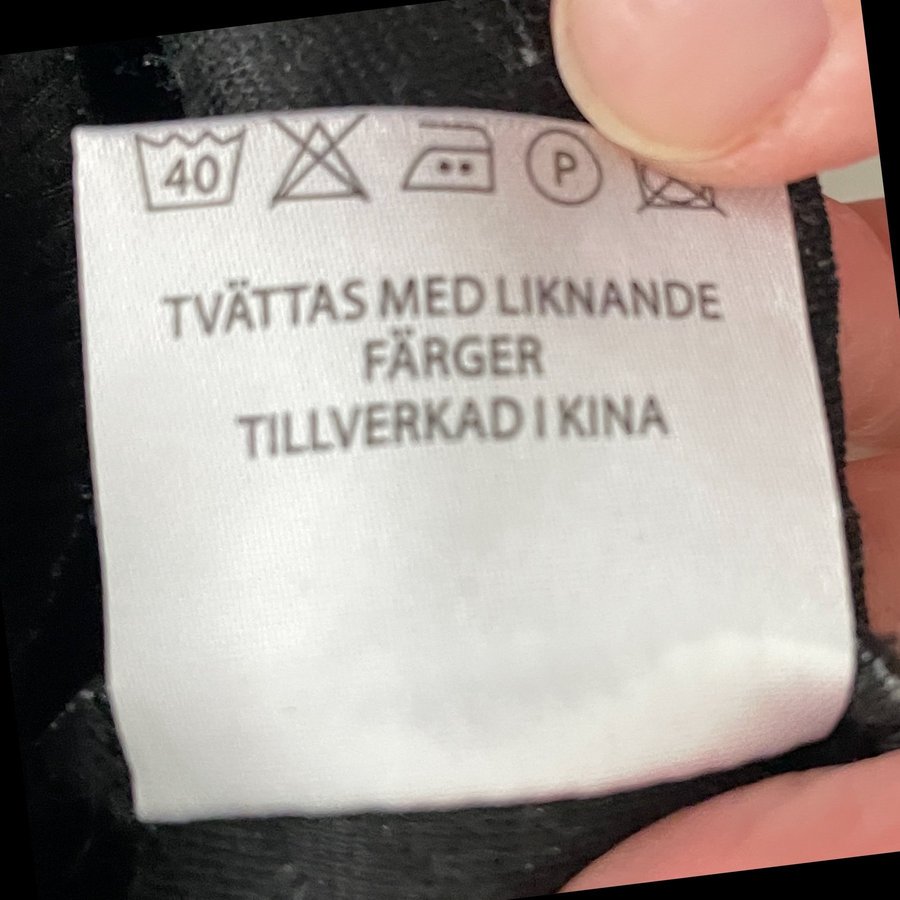 40 P
TVÄTTAS MED LIKNANDE
FÄRGER
TILLVERKAD I KINA